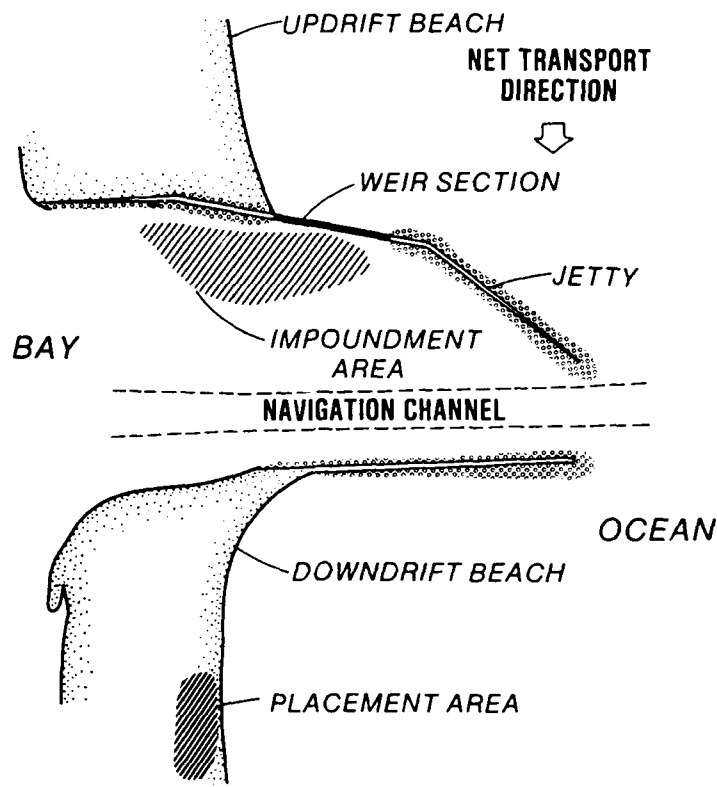 UPDRIFT BEACH
NET TRANSPORT
DIRECTION
WEIR SECTION
JETTY
IMPOUNDMENT
AREA
BAY
NAVIGATION CHANNEL
OCEAN
DOWNDRIFT BEACH
PLACEMENT AREA